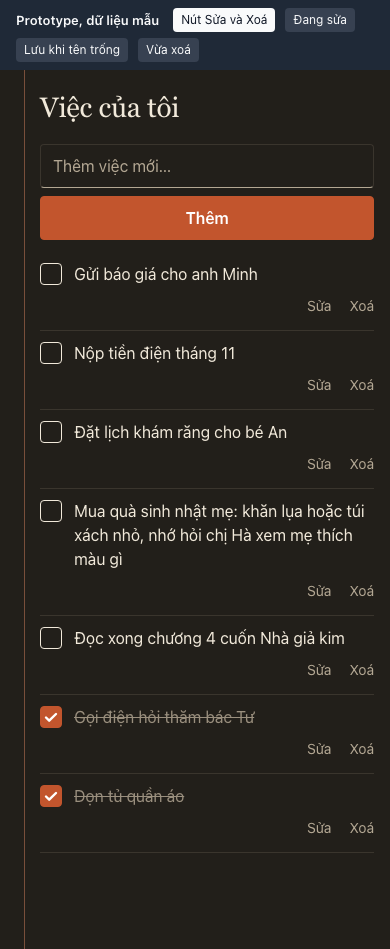 Prototype, dữ liệu mẫu
Nút Sửa và Xoá
Đang sửa
Lưu khi tên trống
Vừa xoá
Việc của tôi
Thêm việc mới...
Thêm
Gửi báo giá cho anh Minh
Sửa Xoá
Nộp tiền điện tháng 11
Sửa Xoá
Đặt lịch khám răng cho bé An
Sửa Xoá
Mua quà sinh nhật mẹ: khăn lụa hoặc túi
xách nhỏ, nhớ hỏi chị Hà xem mẹ thích
màu gì
Sửa Xoá
Đọc xong chương 4 cuốn Nhà giả kim
Sửa Xoá
Gọi điện hỏi thăm bác Tư
Sửa Xoá
Dọn tủ quần áo
Sửa Xoá